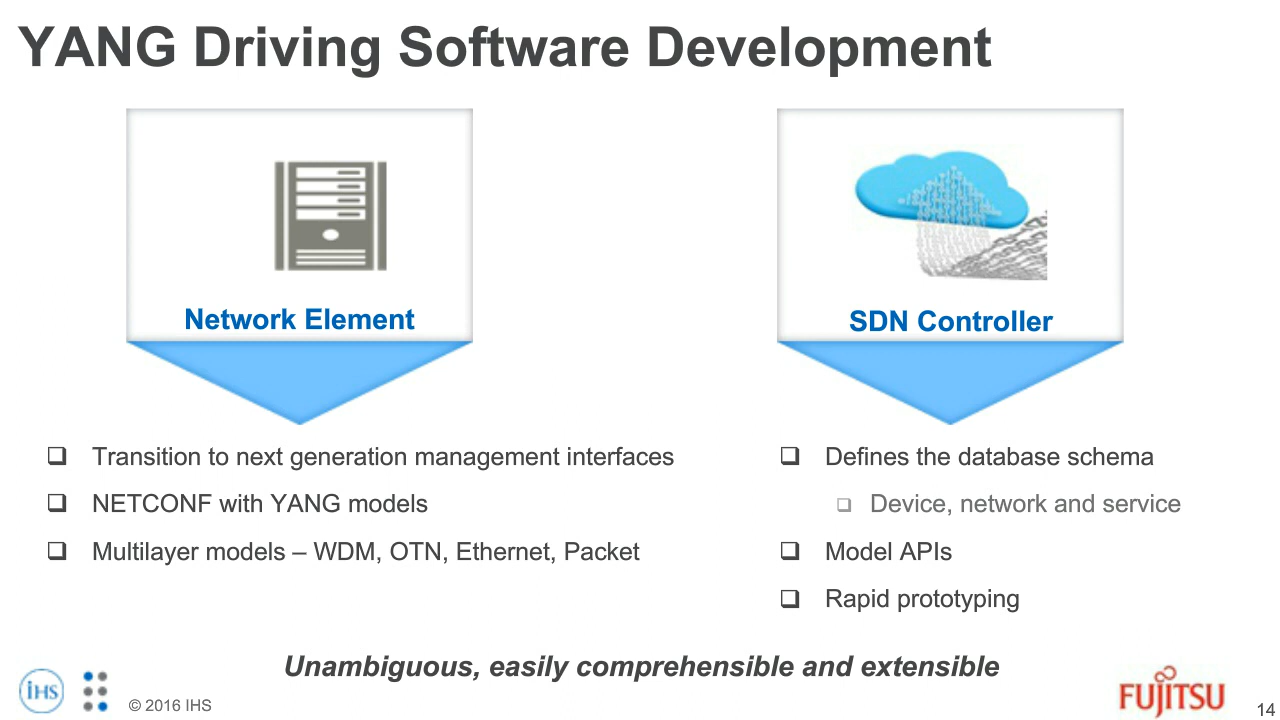 YANG Driving Software Development
Network Element
❑ Transition to next generation management interfaces
❑ NETCONF with YANG models
❑ Multilayer models – WDM, OTN, Ethernet, Packet
SDN Controller
❑ Defines the database schema
❑ Device, network and service
❑ Model APIs
❑ Rapid prototyping
Unambiguous, easily comprehensible and extensible
iHS
© 2016 IHS
FUJITSU
14